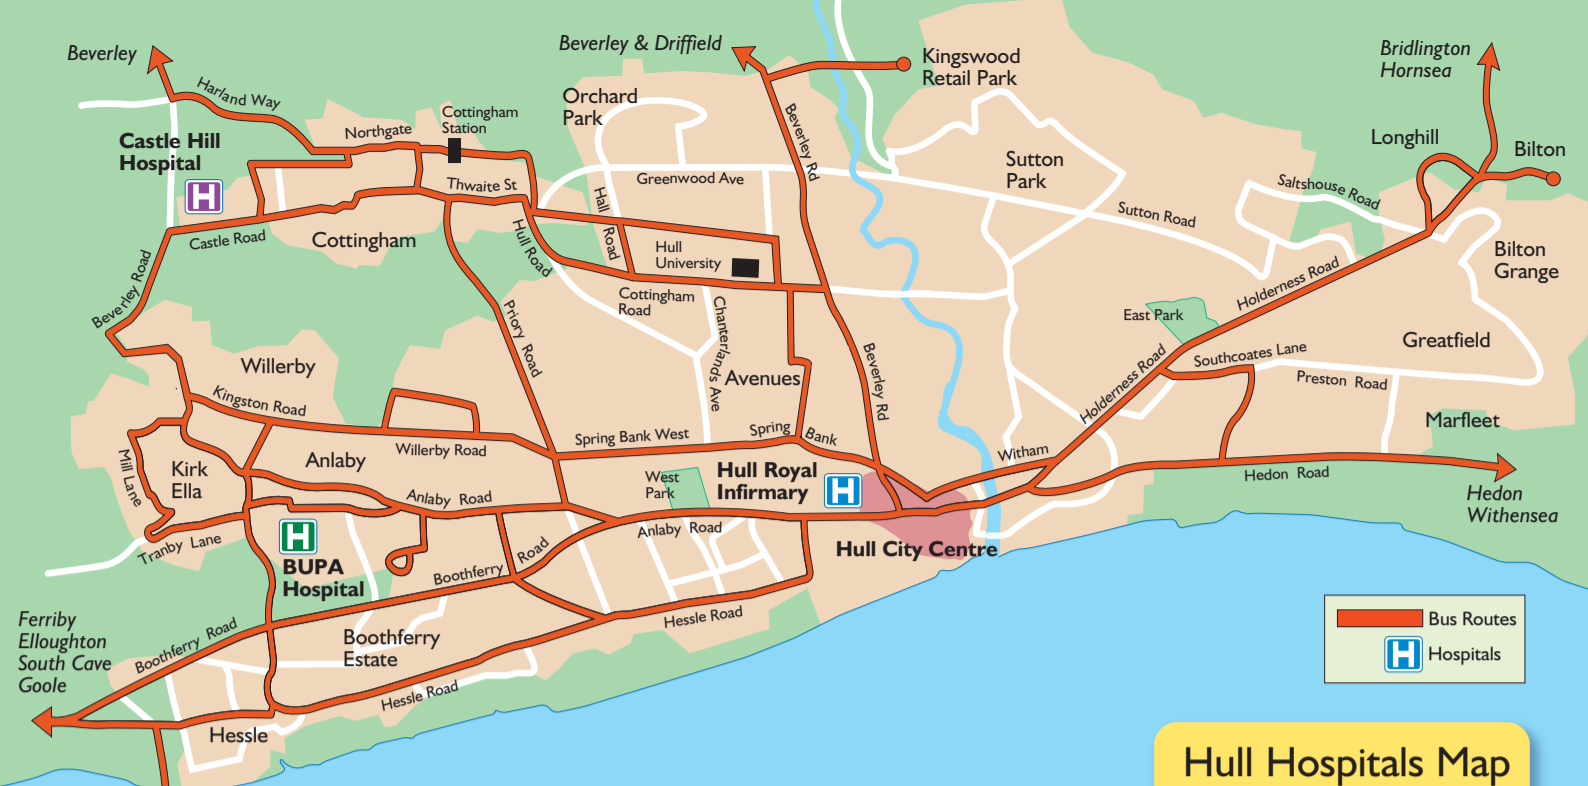 Beverley
Beverley & Driffield
Kingswood
Retail Park
Bridlington
Hornsea
Harland Way
Castle Hill
Hospital
H
Northgate
Cottingham
Station
Orchard
Park
Beverley Rd
Longhill
Bilton
Sutton
Park
Thwaite St
Greenwood Ave
Hall
Road
Saltshouse Road
Sutton Road
Castle Road
Cottingham
Hull Road
Hull
University
Bilton
Grange
Beverley Road
Cottingham
Road
Chanterlands Ave
Priory Road
Holderness Road
East Park
Greatfield
Willerby
Beverley Rd
Avenues
Holderness Road
Southcoates Lane
Preston Road
Kingston Road
Marfleet
Willerby Road
Spring Bank West
Spring
Bank
Mill Lane
Kirk
Ella
Anlaby
Anlaby Road
West
Park
Hull Royal
Infirmary
H
Witham
Hedon Road
Hedon
Withensea
Tranby Lane
H
BUPA
Hospital
Anlaby Road
Hull City Centre
Boothferry
Road
Ferriby
Elloughton
South Cave
Goole
Boothferry Road
Boothferry
Estate
Hessle Road
Hessle Road
Hessle
Bus Routes
H
Hospitals
Hull Hospitals Map